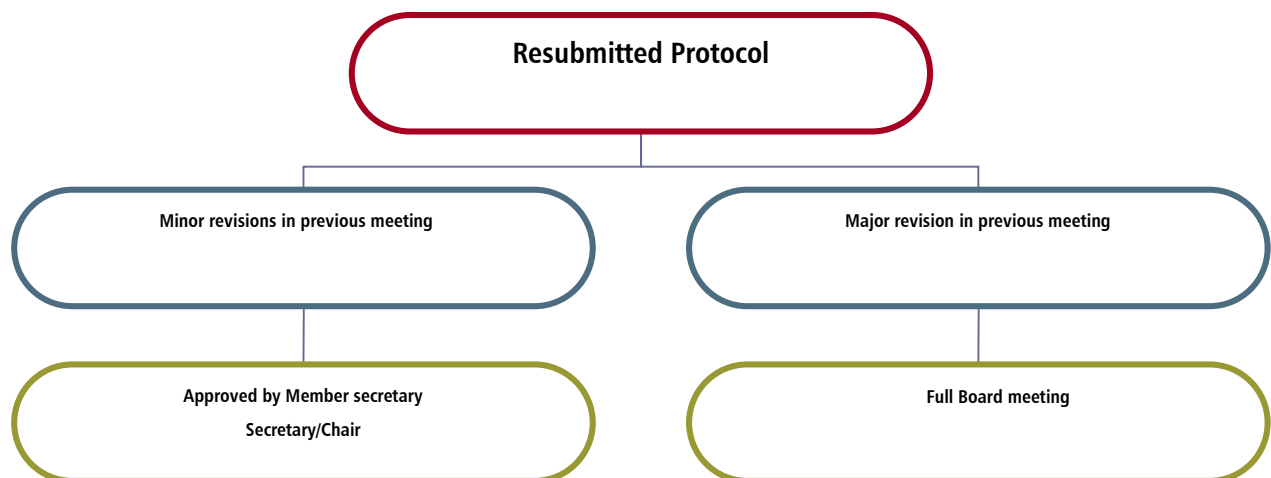 Resubmitted Protocol
Minor revisions in previous meeting
Major revision in previous meeting
Approved by Member secretary
Secretary/Chair
Full Board meeting